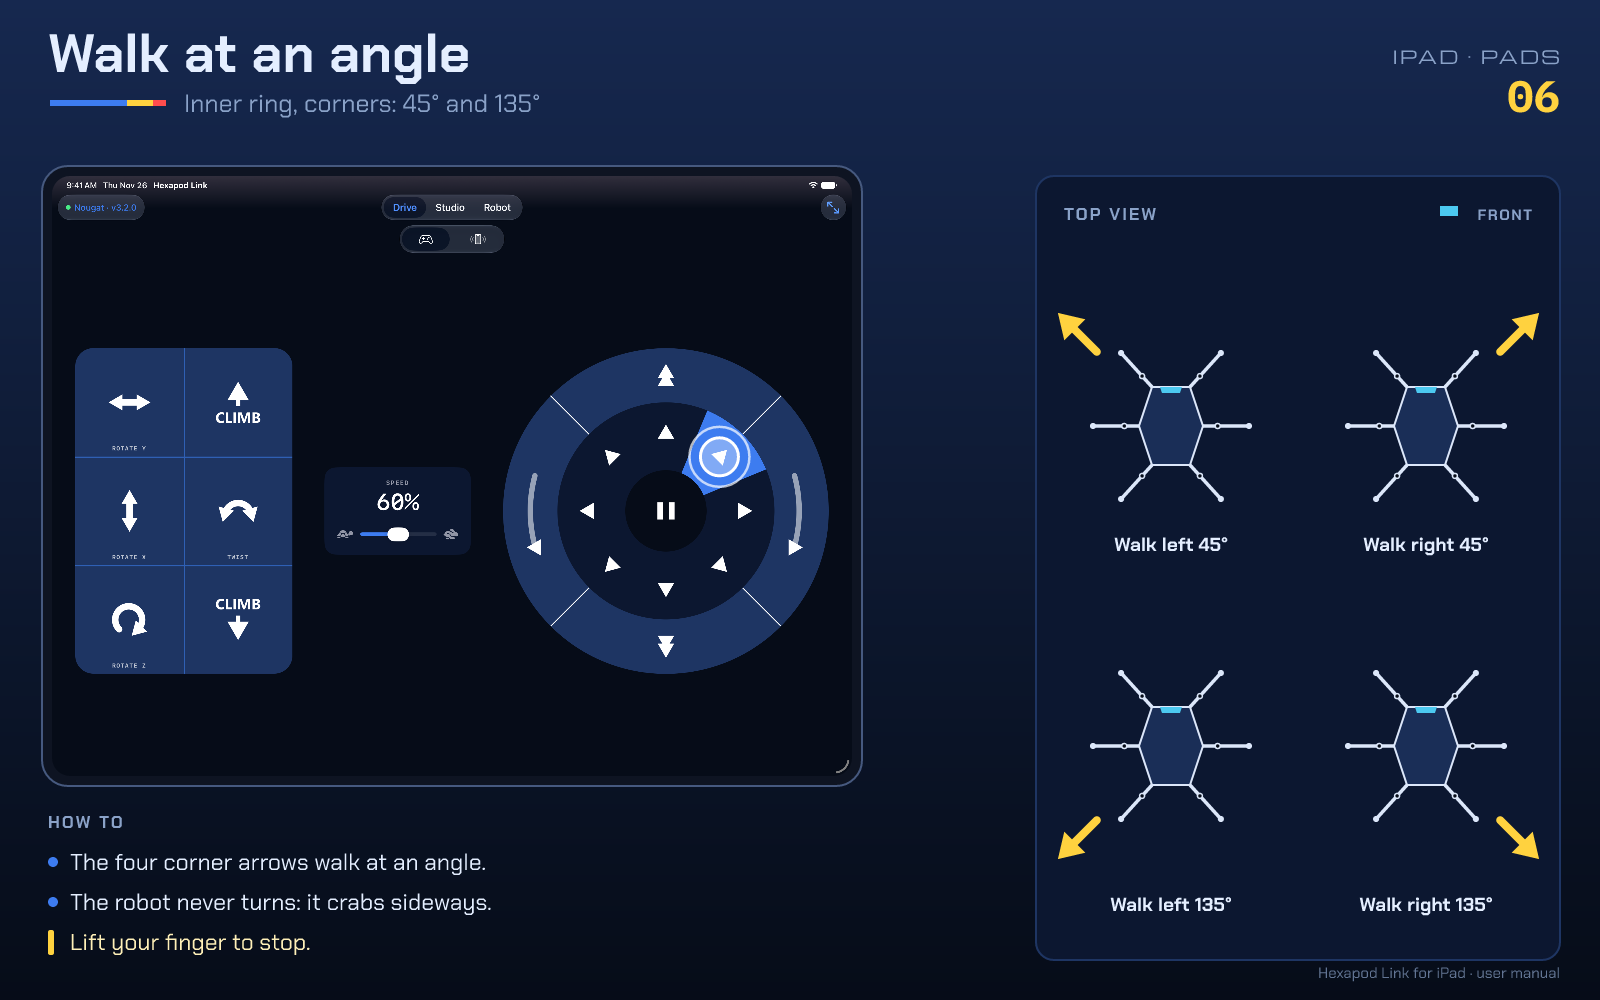 Walk at an angle
Inner ring, corners: 45° and 135°
IPAD · PADS
06
9:41 AM Thu Nov 26 Hexapod Link
Nougat · v3.2.0
Drive Studio Robot
ROTATE Y
CLIMB
ROTATE X
TWIST
ROTATE Z
CLIMB
SPEED
60%
HOW TO
The four corner arrows walk at an angle.
The robot never turns: it crabs sideways.
Lift your finger to stop.
TOP VIEW
FRONT
Walk left 45°
Walk right 45°
Walk left 135°
Walk right 135°
Hexapod Link for iPad · user manual